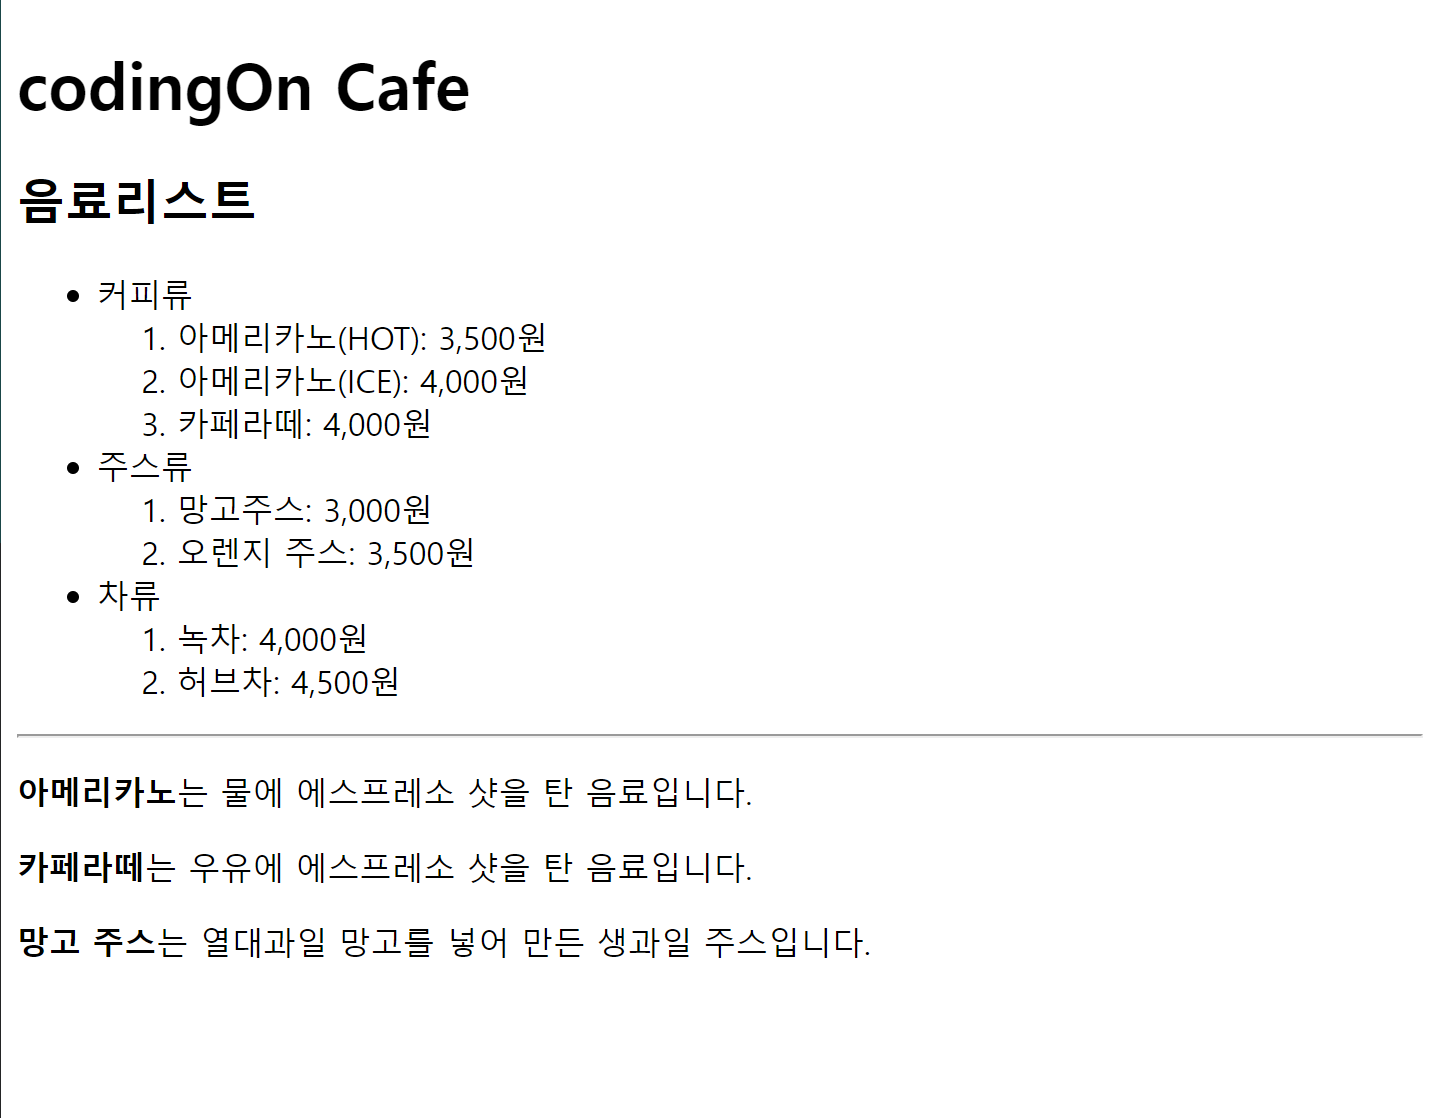 codingOn Cafe
음료리스트
• 커피류
1. 아메리카노(HOT): 3,500원
2. 아메리카노(ICE): 4,000원
3. 카페라떼: 4,000원
• 주스류
1. 망고주스: 3,000원
2. 오렌지 주스: 3,500원
• 차류
1. 녹차: 4,000원
2. 허브차: 4,500원
아메리카노는 물에 에스프레소 샷을 탄 음료입니다.
카페라떼는 우유에 에스프레소 샷을 탄 음료입니다.
망고 주스는 열대과일 망고를 넣어 만든 생과일 주스입니다.